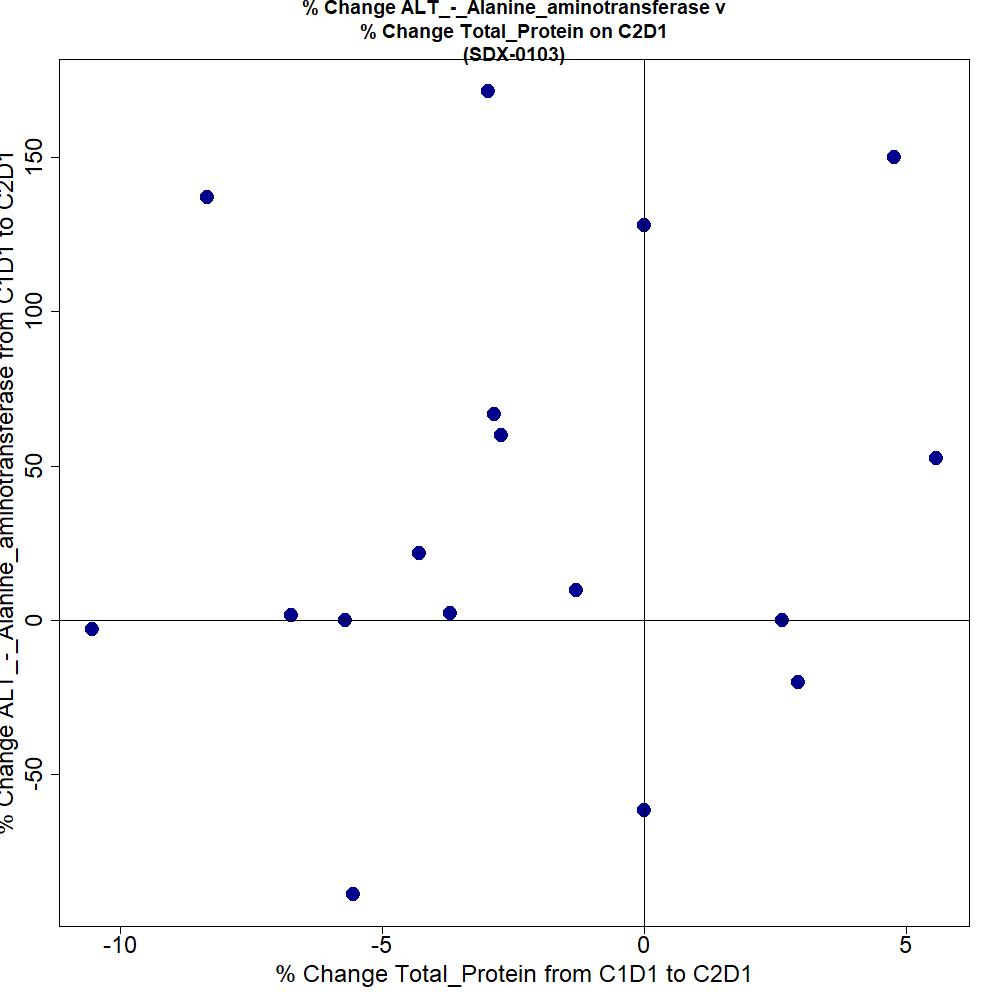 % Change ALT_-_Alanine_aminotransferase v
% Change Total_Protein on C2D1
(SDX-0103)
% Change ALT_-_Alanine_aminotransferase from C1D1 to C2D1
150
100
50
0
-50
-10
-5
0
5
% Change Total_Protein from C1D1 to C2D1